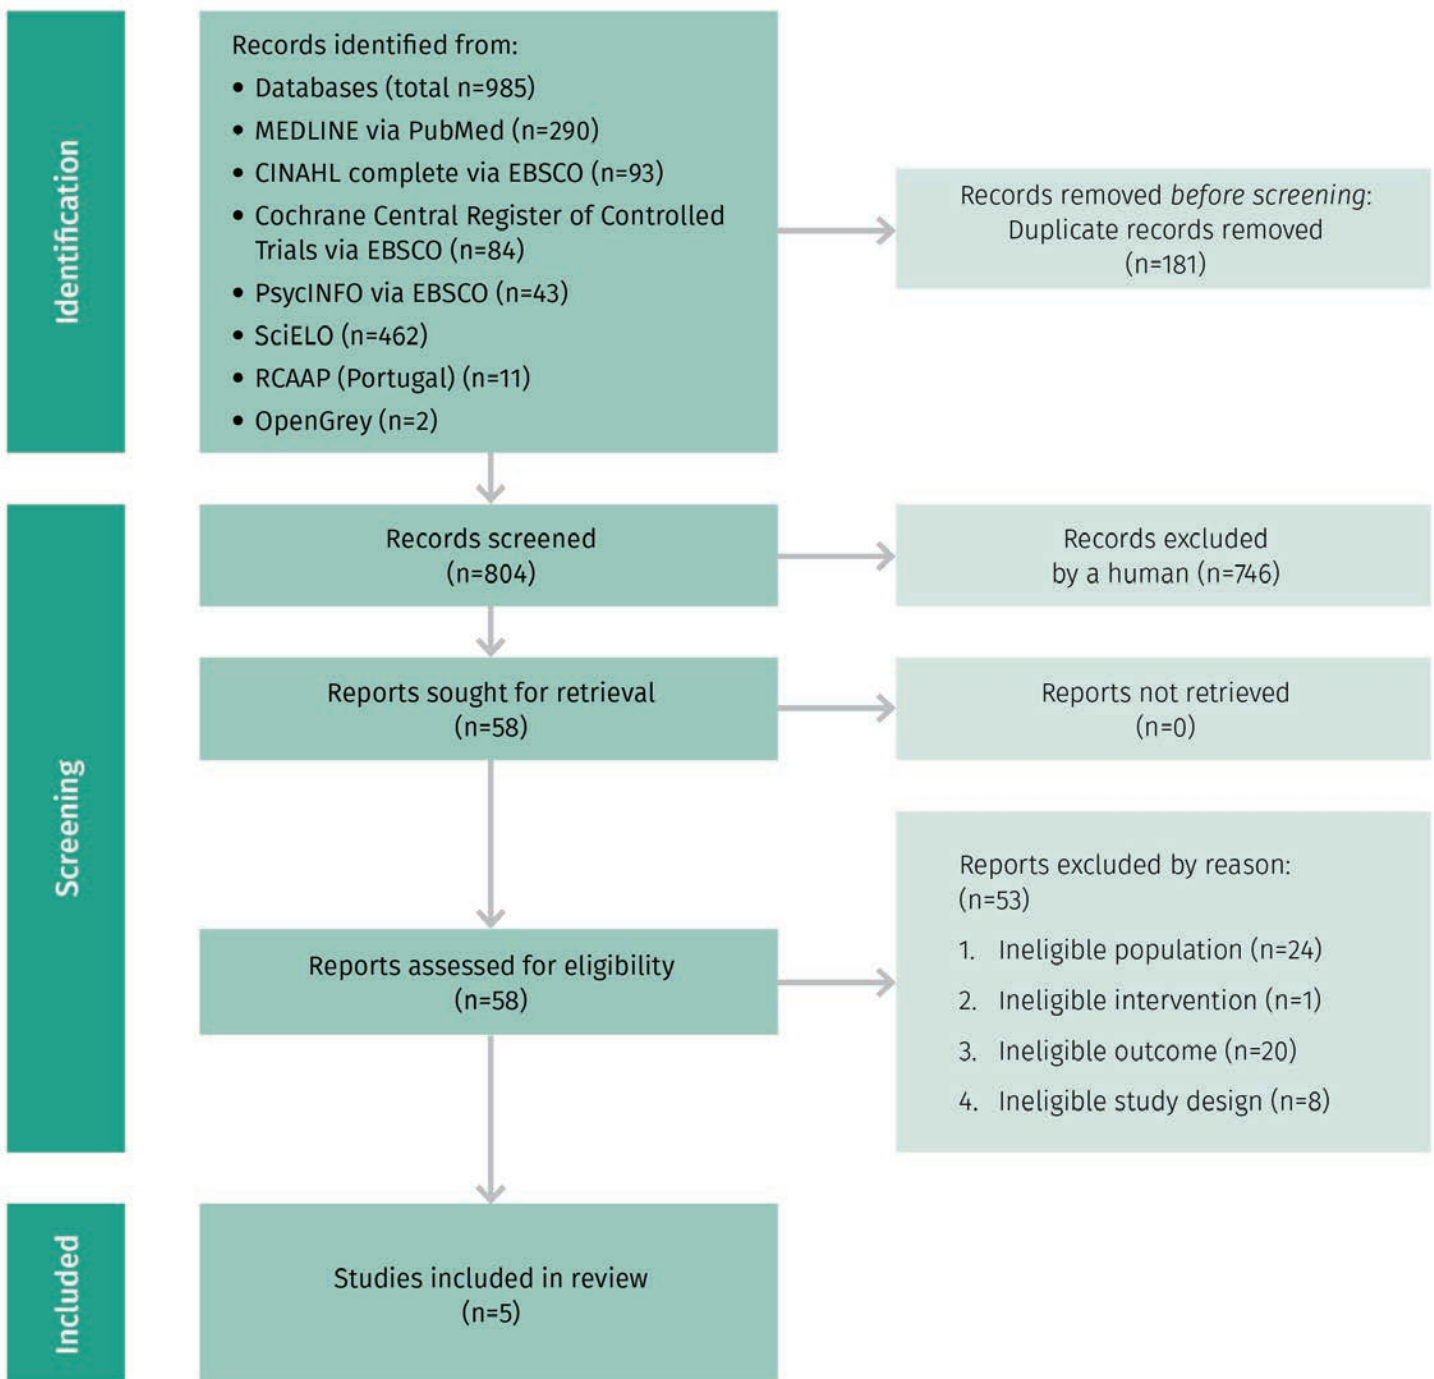 Identification
Records identified from:
• Databases (total n=985)
• MEDLINE via PubMed (n=290)
• CINAHL complete via EBSCO (n=93)
• Cochrane Central Register of Controlled
Trials via EBSCO (n=84)
• PsycINFO via EBSCO (n=43)
• SciELO (n=462)
• RCAAP (Portugal) (n=11)
• OpenGrey (n=2)
Records removed before screening:
Duplicate records removed
(n=181)
Screening
Records screened
(n=804)
Records excluded
by a human (n=746)
Reports sought for retrieval
(n=58)
Reports not retrieved
(n=0)
Reports assessed for eligibility
(n=58)
Reports excluded by reason:
(n=53)
1. Ineligible population (n=24)
2. Ineligible intervention (n=1)
3. Ineligible outcome (n=20)
4. Ineligible study design (n=8)
Included
Studies included in review
(n=5)